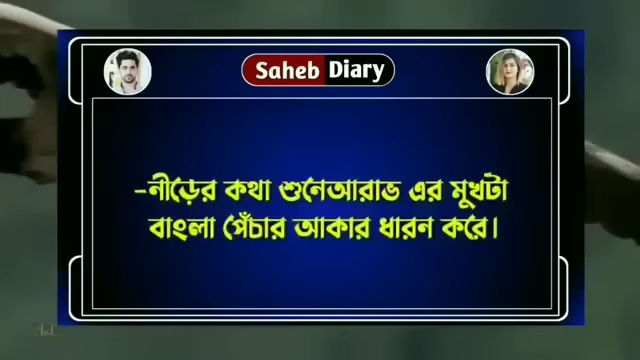 Saheb Diary
-নীড়ের কথা শুনেআরাভ এর মুখটা
বাংলা পেঁচার আকার ধারন করে।